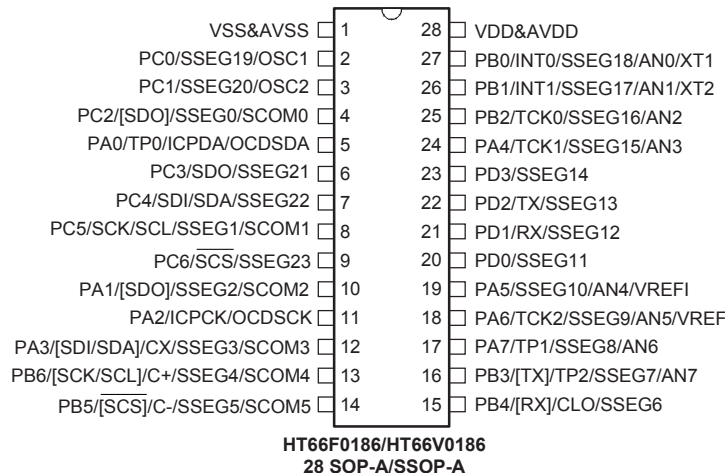 VSS&AVSS 1 28 VDD&AVDD
PC0/SSEG19/OSC1 2 27 PB0/INT0/SSEG18/AN0/XT1
PC1/SSEG20/OSC2 3 26 PB1/INT1/SSEG17/AN1/XT2
PC2/[SDO]/SSEG0/SCOM0 4 25 PB2/TCK0/SSEG16/AN2
PA0/TP0/ICPDA/OCDSDA 5 24 PA4/TCK1/SSEG15/AN3
PC3/SDO/SSEG21 6 23 PD3/SSEG14
PC4/SDI/SDA/SSEG22 7 22 PD2/TX/SSEG13
PC5/SCK/SCL/SSEG1/SCOM1 8 21 PD1/RX/SSEG12
PC6/SCS/SSEG23 9 20 PD0/SSEG11
PA1/[SDO]/SSEG2/SCOM2 10 19 PA5/SSEG10/AN4/VREFI
PA2/ICPCK/OCDSCK 11 18 PA6/TCK2/SSEG9/AN5/VREF
PA3/[SDI/SDA]/CX/SSEG3/SCOM3 12 17 PA7/TP1/SSEG8/AN6
PB6/[SCK/SCL]/C+/SSEG4/SCOM4 13 16 PB3/[TX]/TP2/SSEG7/AN7
PB5/[SCS]/C-/SSEG5/SCOM5 14 15 PB4/[RX]/CLO/SSEG6
HT66F0186/HT66V0186
28 SOP-A/SSOP-A